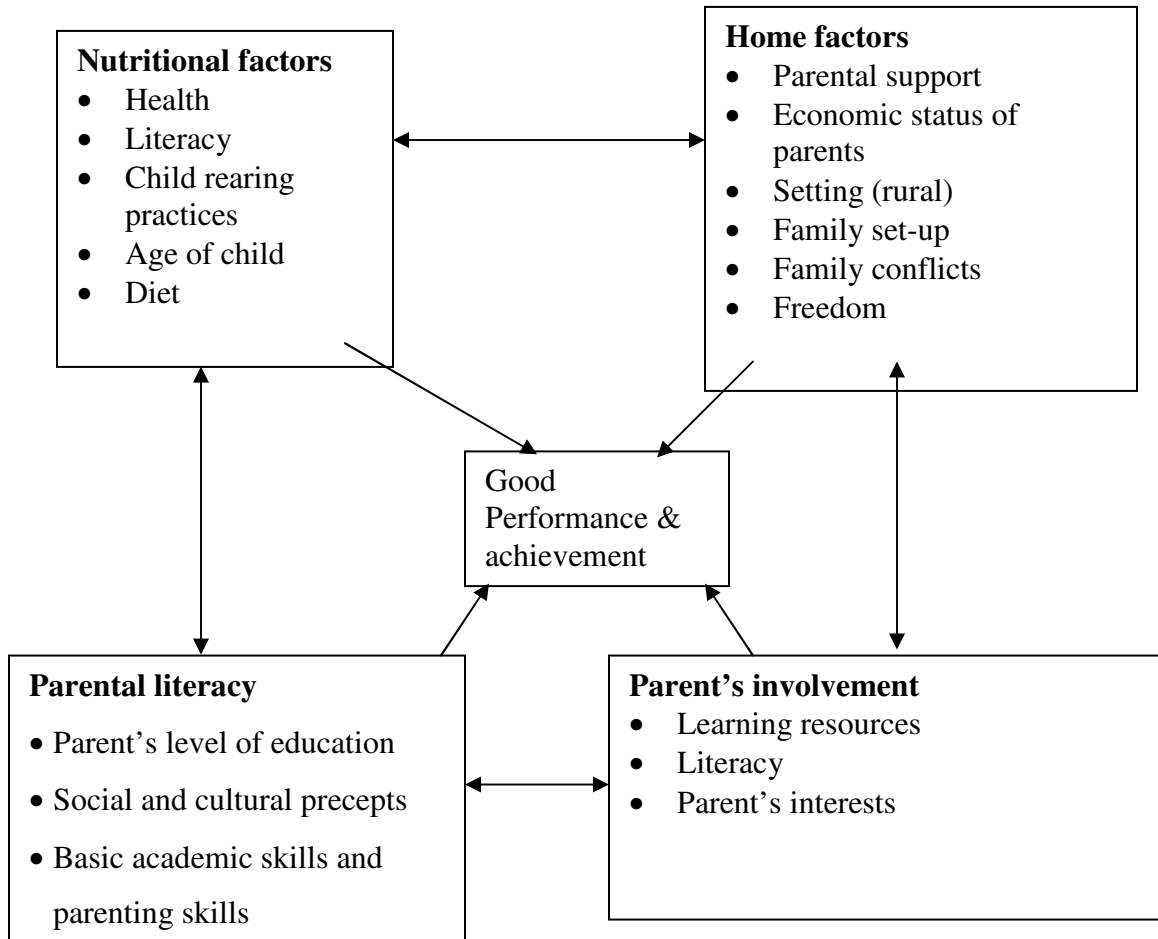 Nutritional factors
• Health
• Literacy
• Child rearing
practices
• Age of child
• Diet
Home factors
• Parental support
• Economic status of
parents
• Setting (rural)
• Family set-up
• Family conflicts
• Freedom
Good
Performance &
achievement
Parental literacy
• Parent’s level of education
• Social and cultural precepts
• Basic academic skills and
parenting skills
Parent’s involvement
• Learning resources
• Literacy
• Parent’s interests